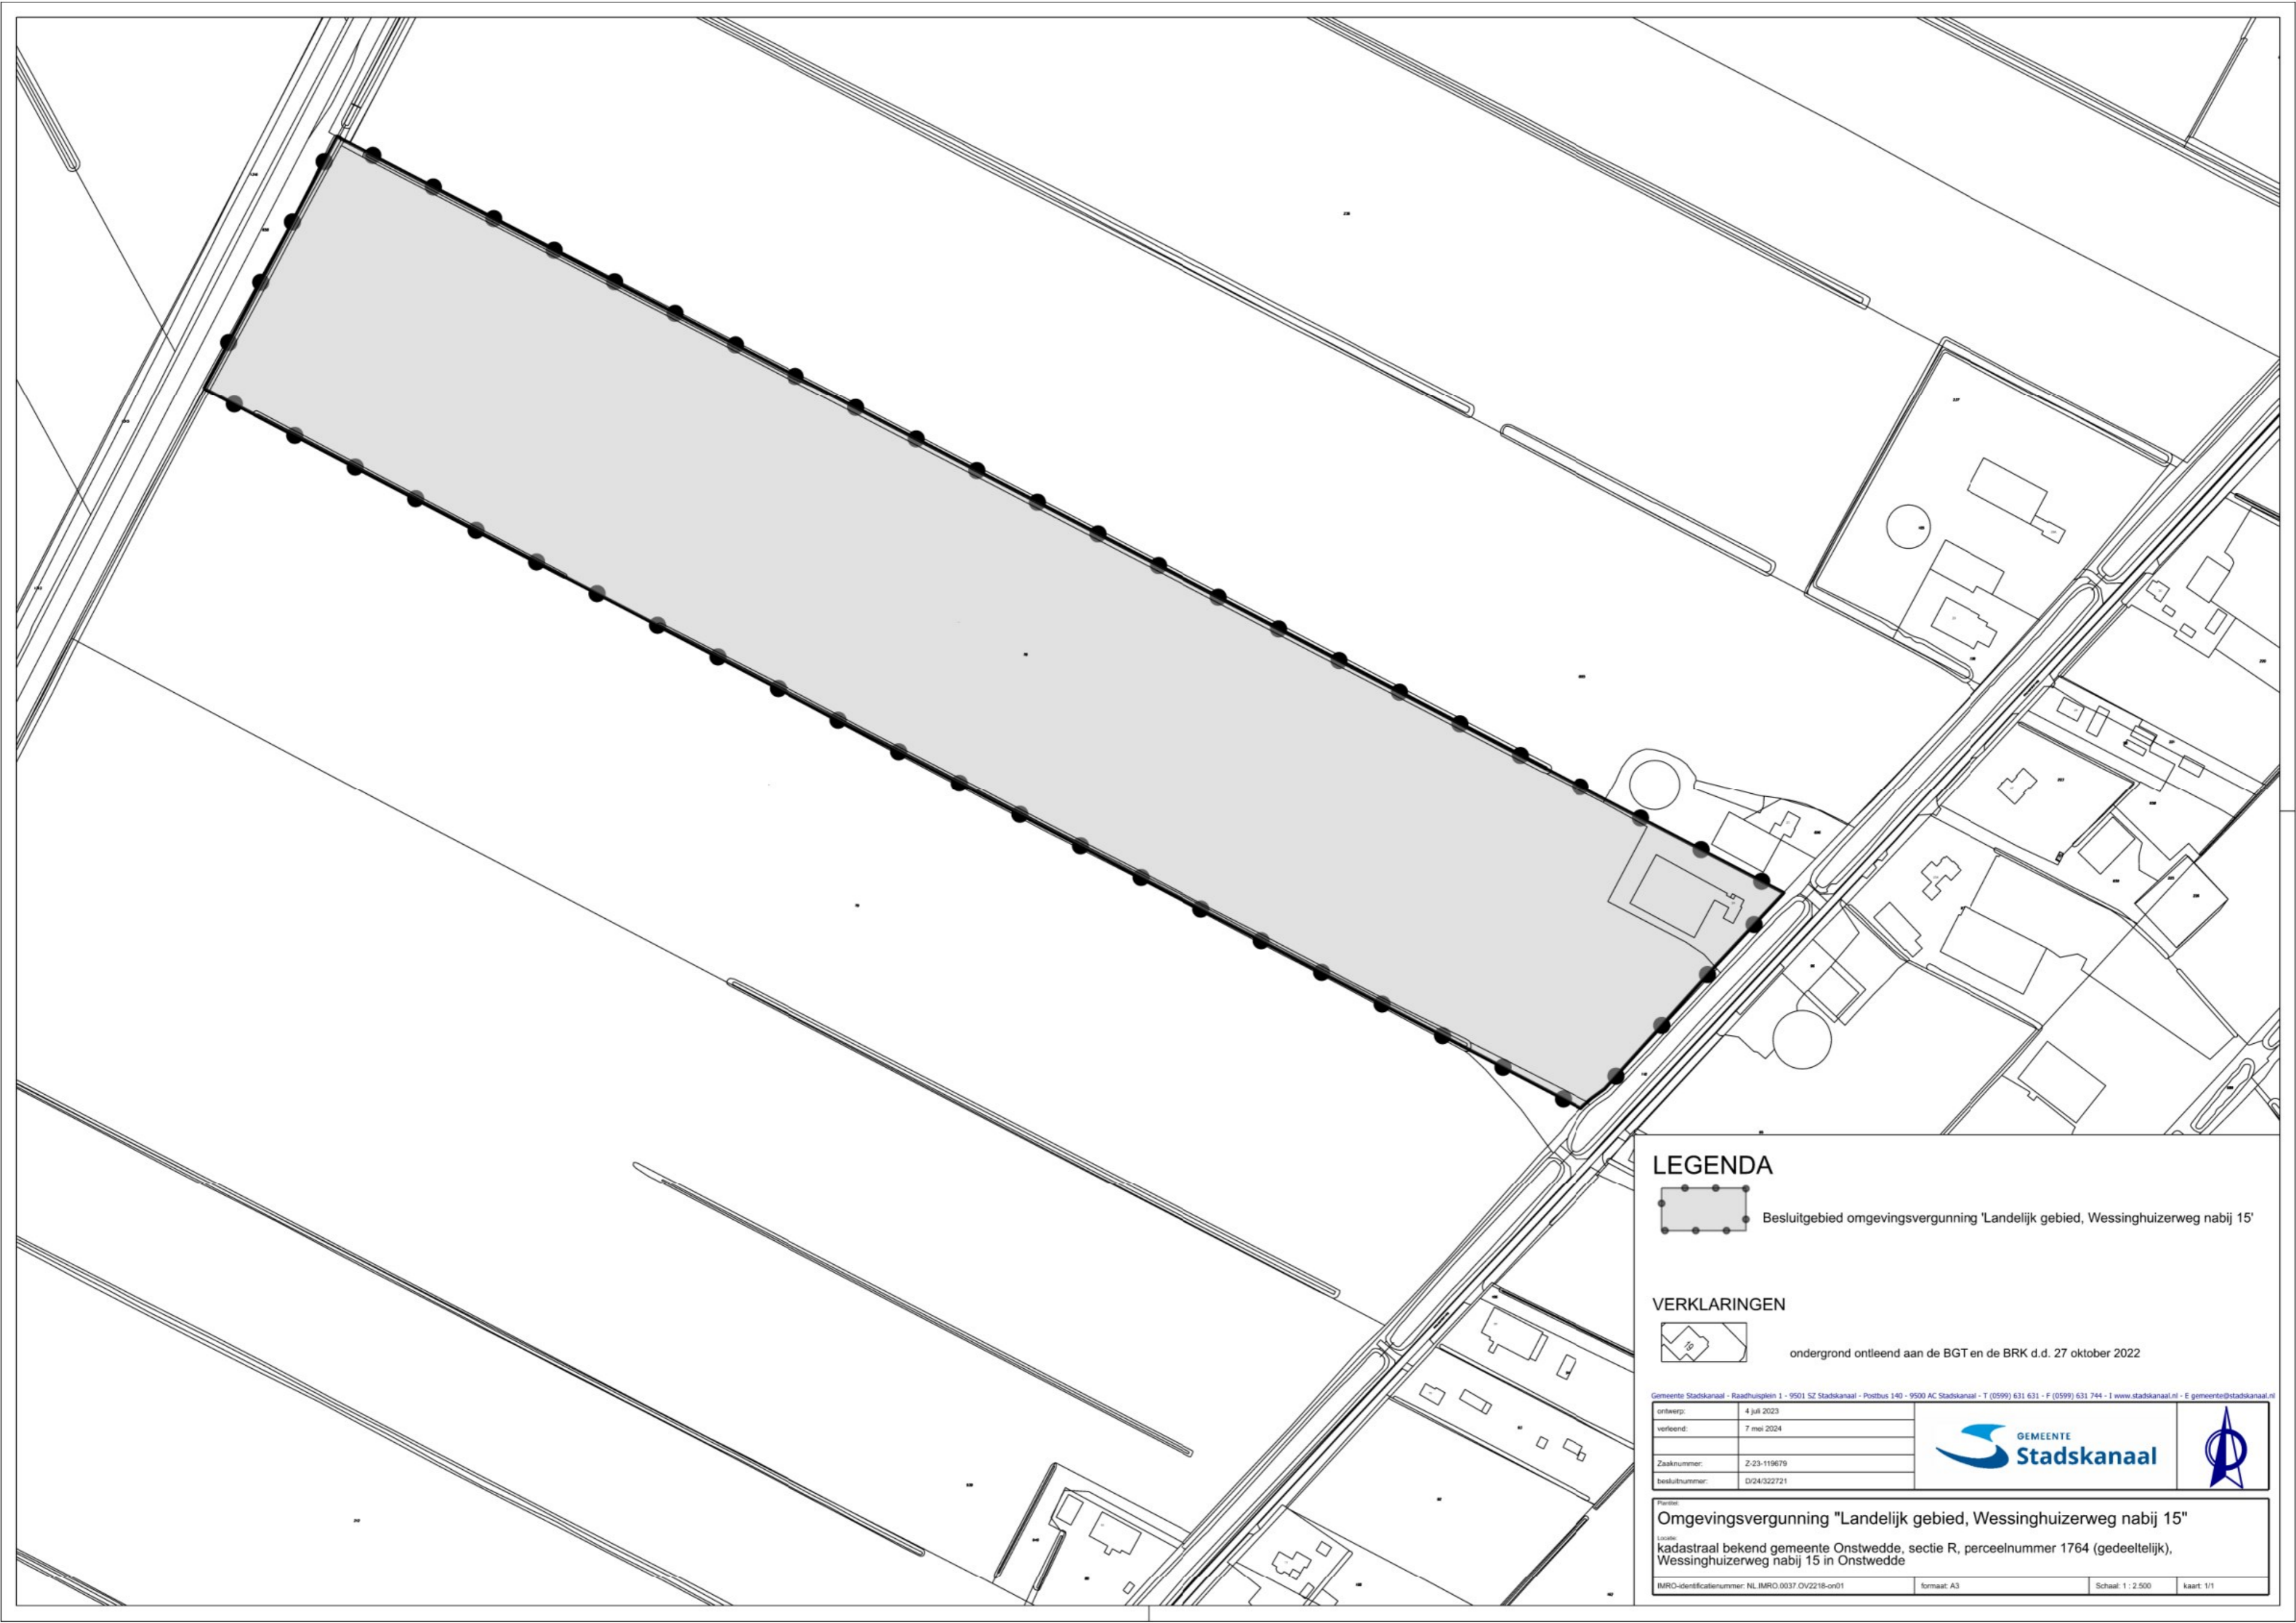 LEGENDA
Besluitgebied omgevingsvergunning 'Landelijk gebied, Wessinghuizerweg nabij 15'
VERKLARINGEN
19
ondergrond ontleend aan de BGT en de BRK d.d. 27 oktober 2022
Gemeente Stadskanaal - Raadhuisplein 1 - 9501 SZ Stadskanaal - Postbus 140 - 9500 AC Stadskanaal - T (0599) 631 631 - F (0599) 631 744 - I www.stadskanaal.nl - E gemeente@stadskanaal.nl
ontwerp: 4 juli 2023
verleend: 7 mei 2024
Zaaknummer: Z-23-119679
besluitnummer: D/24/322721
GEMEENTE
Stadskanaal
Plantitel:
Omgevingsvergunning "Landelijk gebied, Wessinghuizerweg nabij 15"
Locatie:
kadastraal bekend gemeente Onstwedde, sectie R, perceelnummer 1764 (gedeeltelijk),
Wessinghuizerweg nabij 15 in Onstwedde
IMRO-identificatienummer: NL.IMRO.0037.OV2218-on01 formaat: A3 Schaal: 1 : 2.500 kaart: 1/1